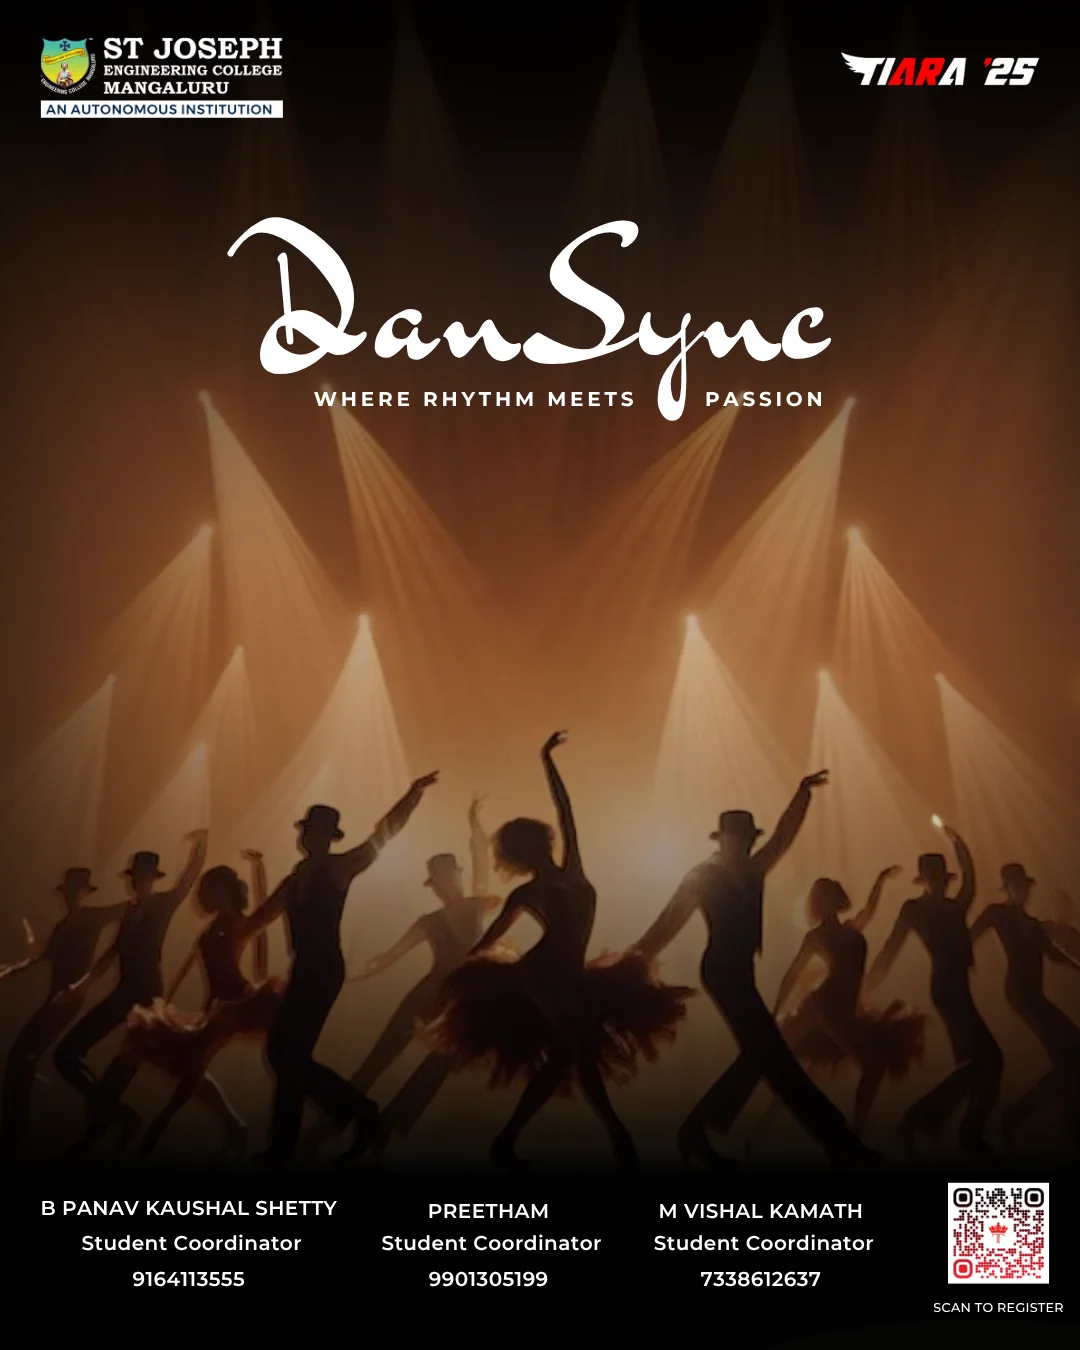 ST JOSEPH
ENGINEERING COLLEGE
MANGALURU
AN AUTONOMOUS INSTITUTION
TIARA '25
DanSync
WHERE RHYTHM MEETS PASSION
B PANAV KAUSHAL SHETTY
Student Coordinator
9164113555
PREETHAM
Student Coordinator
9901305199
M VISHAL KAMATH
Student Coordinator
7338612637
SCAN TO REGISTER